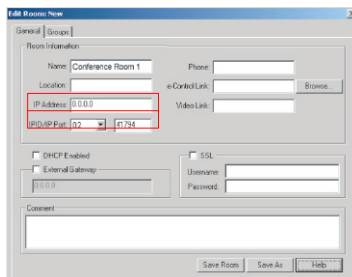 Edit Room: New
General Groups
Room Information
Name: Conference Room 1 Phone:
Location: e-Control Link: Browse...
IP Address: 0.0.0.0 Video Link:
IPID/IP Port: 02 41794
DHCP Enabled SSL
External Gateway Username:
0.0.0.0 Password:
Comment
Save Room Save As Help